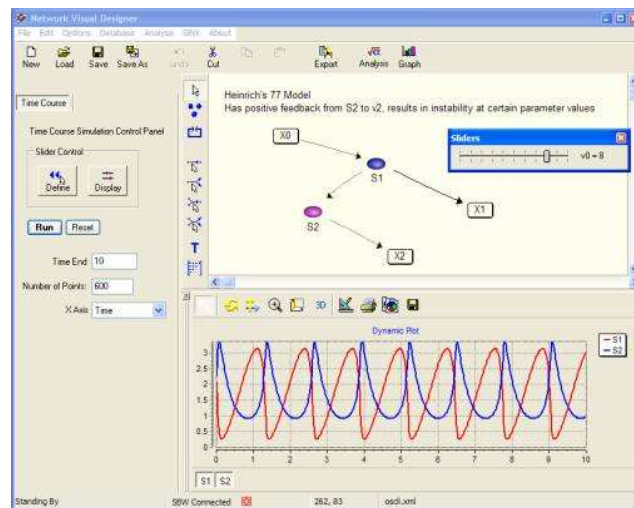 Network Visual Designer
File Edit Options Database Analyse SBW About
New Load Save Save As undo Cut Export Analysis Graph
Time Course
Time Course Simulation Control Panel
Slider Control
Define Display
Run Reset
Time End 10
Number of Points: 600
X Axis Time
Heinrich's 77 Model
Has positive feedback from S2 to v2, results in instability at certain parameter values
Sliders
v0 = 8
X0
S1
X1
S2
X2
T
3D
Dynamic Plot
S1
S2
3
2.5
2
1.5
1
0.5
0
0 1 2 3 4 5 6 7 8 9 10
S1 S2
Standing By SBW Connected 262, 83 oscli.xml